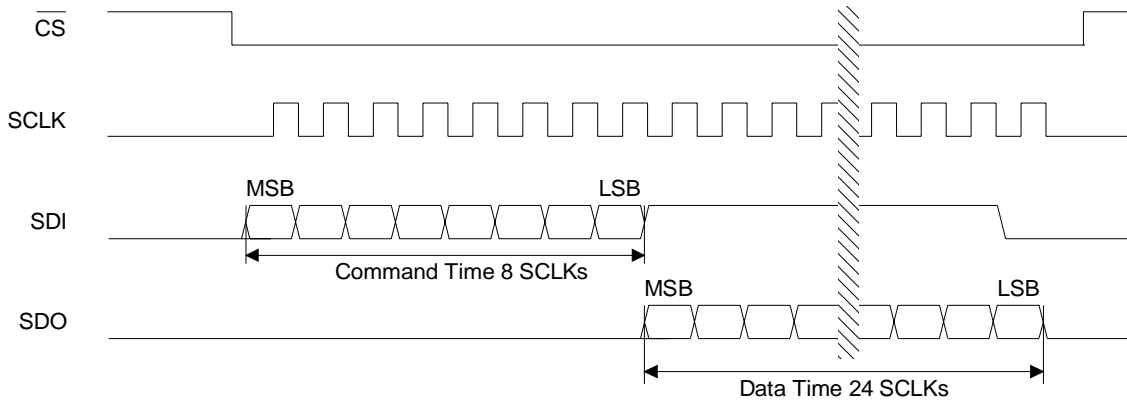 CS
SCLK
MSB LSB
SDI
Command Time 8 SCLKs
MSB LSB
SDO
Data Time 24 SCLKs